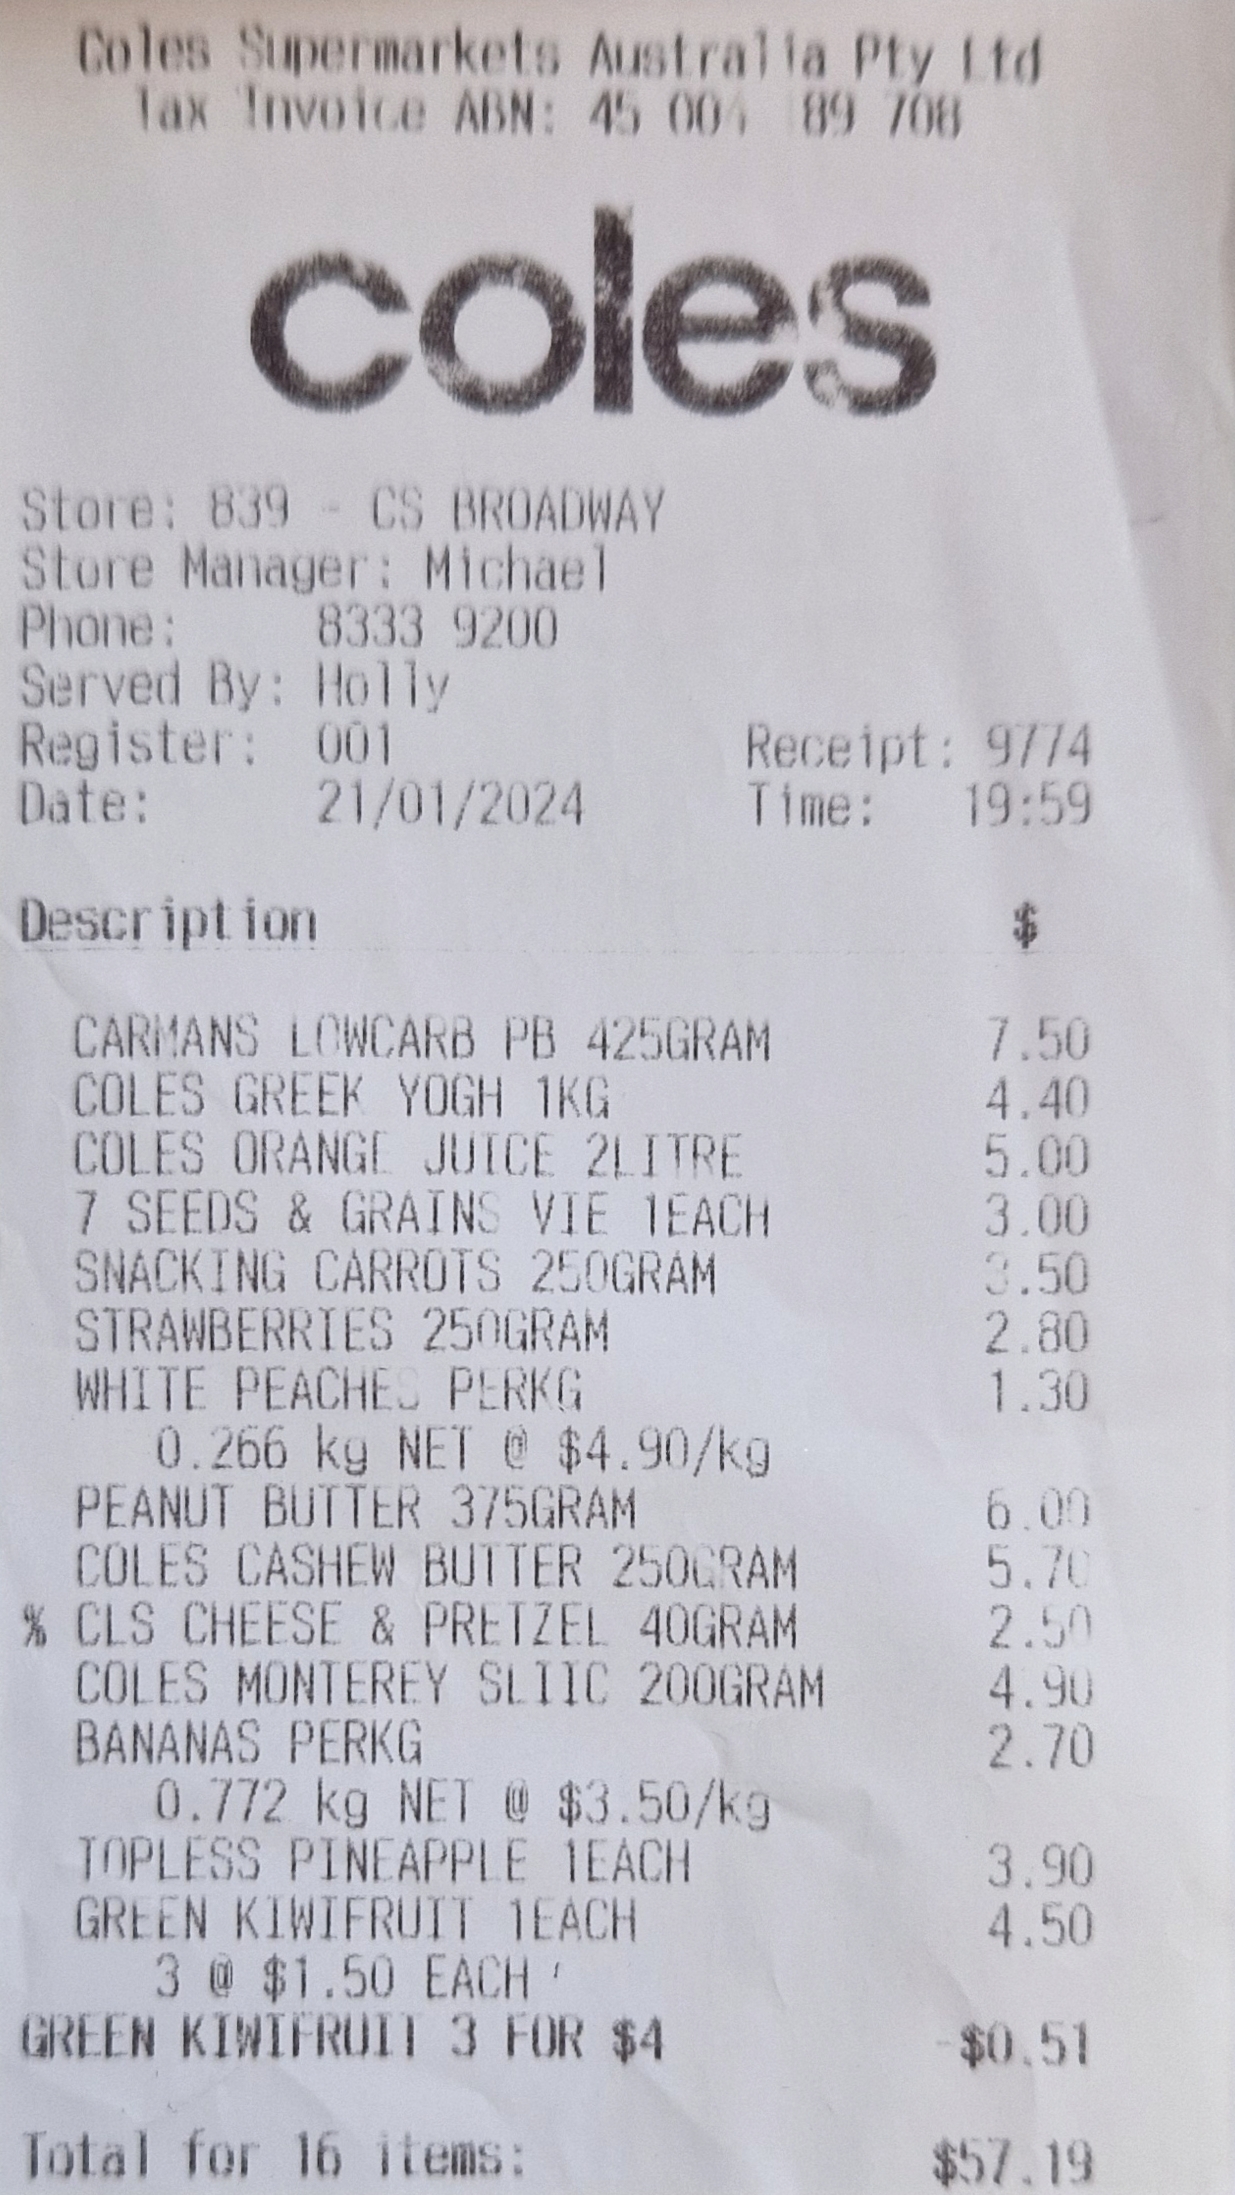 Coles Supermarkets Australia Pty Ltd
Tax Invoice ABN: 45 004 189 708
coles
Store: 839 - CS BROADWAY
Store Manager: Michael
Phone: 8333 9200
Served By: Holly
Register: 001 Receipt: 9774
Date: 21/01/2024 Time: 19:59
Description $
CARMANS LOWCARB PB 425GRAM 7.50
COLES GREEK YOGH 1KG 4.40
COLES ORANGE JUICE 2LITRE 5.00
7 SEEDS & GRAINS VIE 1EACH 3.00
SNACKING CARROTS 250GRAM 3.50
STRAWBERRIES 250GRAM 2.80
WHITE PEACHES PERKG 1.30
0.266 kg NET @ $4.90/kg
PEANUT BUTTER 375GRAM 6.00
COLES CASHEW BUTTER 250GRAM 5.70
% CLS CHEESE & PRETZEL 40GRAM 2.50
COLES MONTEREY SLIIC 200GRAM 4.90
BANANAS PERKG 2.70
0.772 kg NET @ $3.50/kg
TOPLESS PINEAPPLE 1EACH 3.90
GREEN KIWIFRUIT 1EACH 4.50
3 @ $1.50 EACH
GREEN KIWIFRUIT 3 FOR $4 -$0.51
Total for 16 items: $57.19